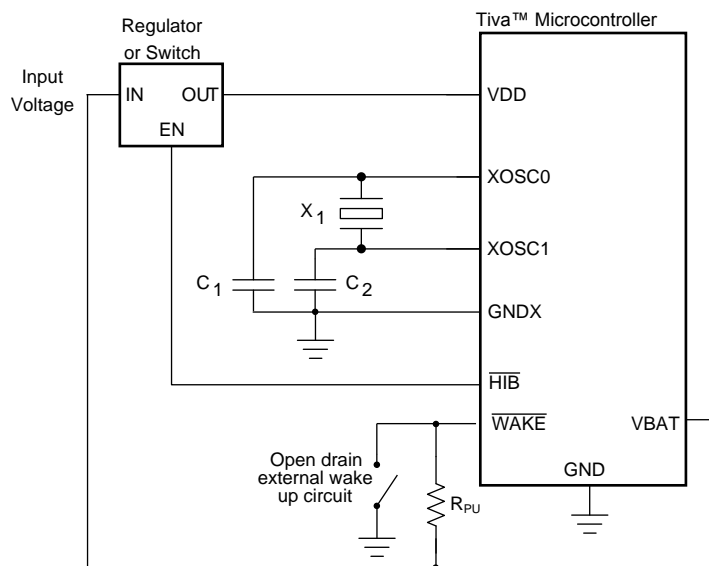 Tiva™ Microcontroller
Regulator
or Switch
Input
Voltage
IN OUT
EN
VDD
XOSC0
X1
XOSC1
C1
C2
GNDX
HIB
WAKE
VBAT
Open drain
external wake
up circuit
RPU
GND